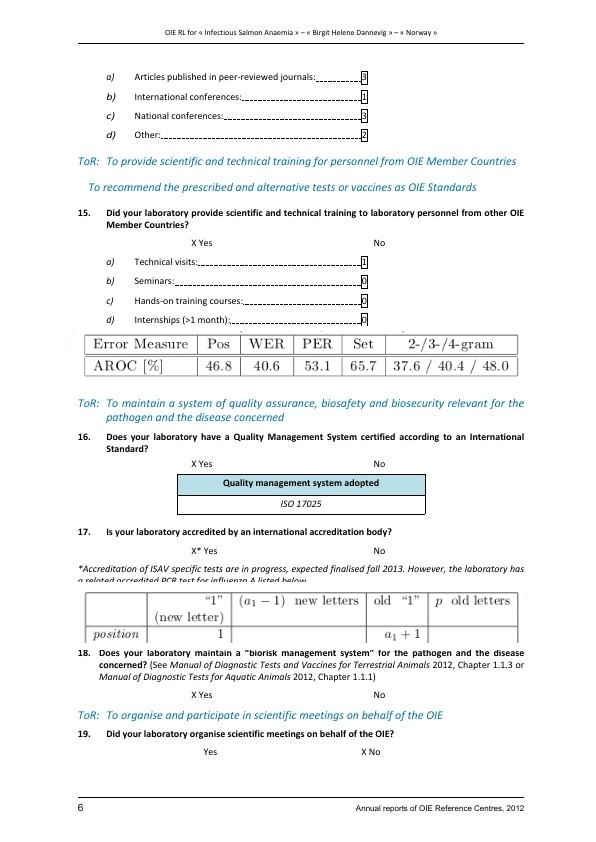 OIE RL for « Infectious Salmon Anaemia » – « Birgit Helene Dannevig » – « Norway »
a) Articles published in peer-reviewed journals: 3
b) International conferences: 1
c) National conferences: 3
d) Other: 2
ToR: To provide scientific and technical training for personnel from OIE Member Countries
To recommend the prescribed and alternative tests or vaccines as OIE Standards
15. Did your laboratory provide scientific and technical training to laboratory personnel from other OIE
Member Countries?
X Yes No
a) Technical visits: 1
b) Seminars: 0
c) Hands-on training courses: 0
d) Internships (>1 month): 0
Error Measure Pos WER PER Set 2-/3-/4-gram
AROC [%] 46.8 40.6 53.1 65.7 37.6 / 40.4 / 48.0
ToR: To maintain a system of quality assurance, biosafety and biosecurity relevant for the
pathogen and the disease concerned
16. Does your laboratory have a Quality Management System certified according to an International
Standard?
X Yes No
Quality management system adopted
ISO 17025
17. Is your laboratory accredited by an international accreditation body?
X* Yes No
*Accreditation of ISAV specific tests are in progress, expected finalised fall 2013. However, the laboratory has
a related accredited PCR test for influenza A listed below
"1" (a₁ − 1) new letters old "1" p old letters
(new letter)
position 1 a₁ + 1
18. Does your laboratory maintain a "biorisk management system" for the pathogen and the disease
concerned? (See Manual of Diagnostic Tests and Vaccines for Terrestrial Animals 2012, Chapter 1.1.3 or
Manual of Diagnostic Tests for Aquatic Animals 2012, Chapter 1.1.1)
X Yes No
ToR: To organise and participate in scientific meetings on behalf of the OIE
19. Did your laboratory organise scientific meetings on behalf of the OIE?
Yes X No
6 Annual reports of OIE Reference Centres, 2012